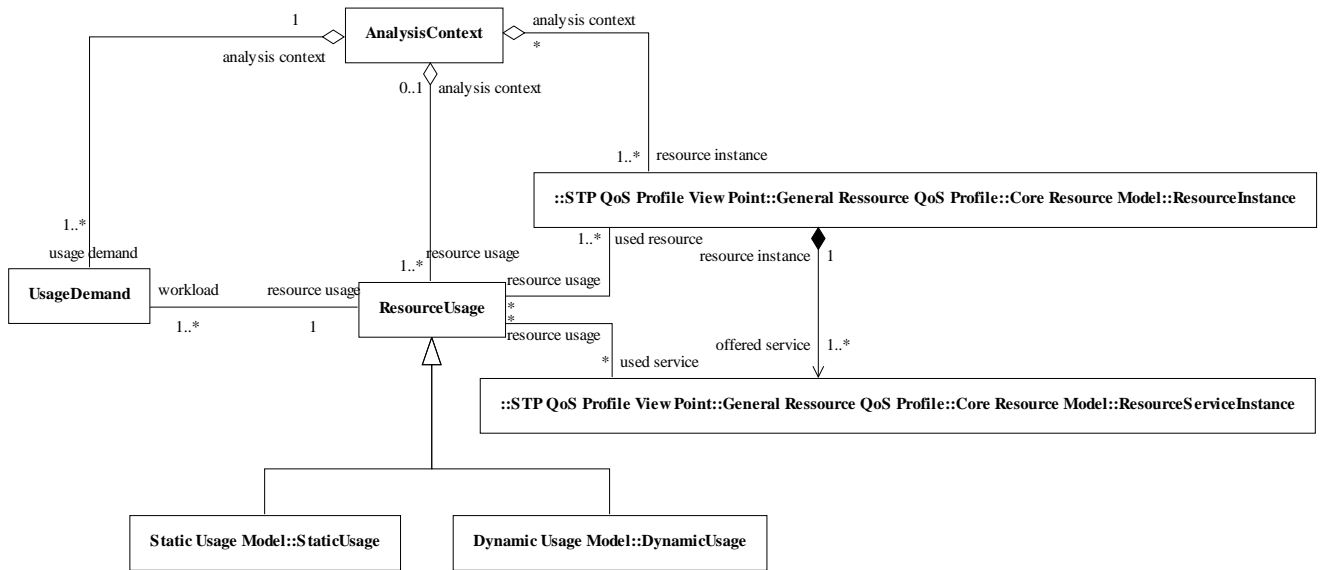 1
AnalysisContext
analysis context
*
analysis context
0..1
analysis context
1..*
resource instance
::STP QoS Profile View Point::General Ressource QoS Profile::Core Resource Model::ResourceInstance
1..*
usage demand
1..*
resource usage
1..*
used resource
resource instance
1
UsageDemand
workload
resource usage
ResourceUsage
resource usage
*
*
resource usage
1..*
1
offered service
1..*
*
used service
::STP QoS Profile View Point::General Ressource QoS Profile::Core Resource Model::ResourceServiceInstance
Static Usage Model::StaticUsage
Dynamic Usage Model::DynamicUsage